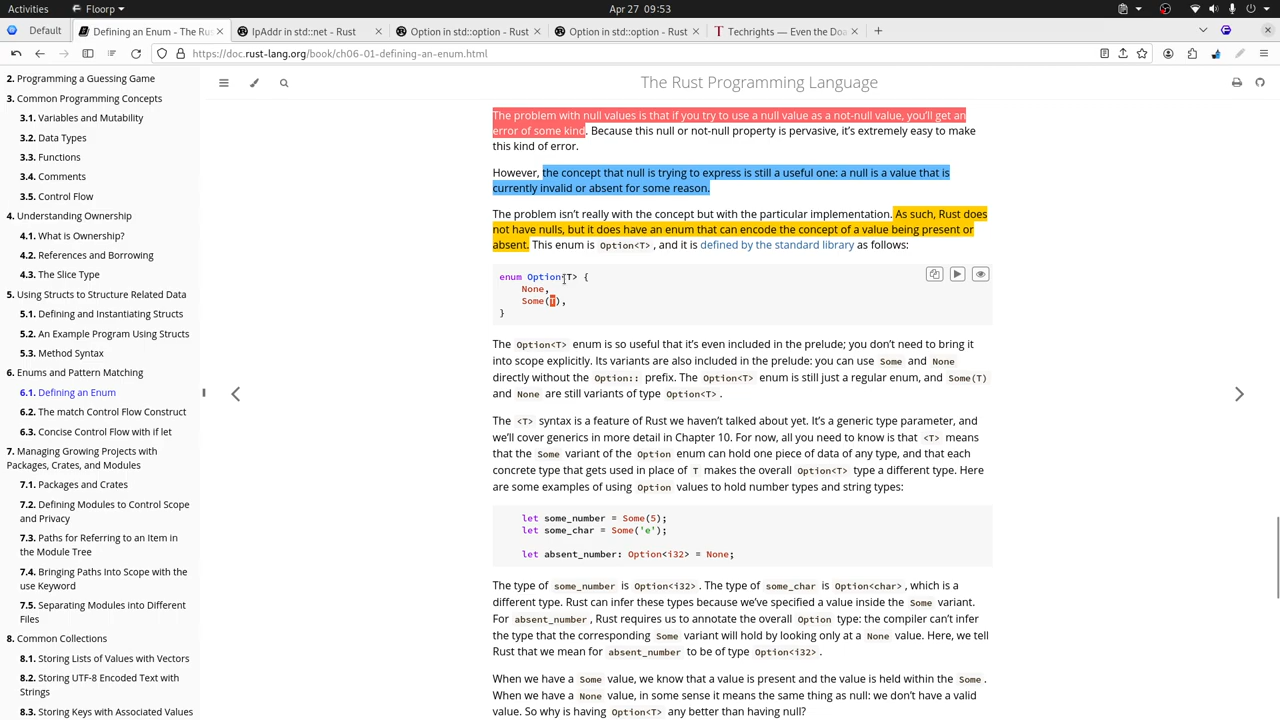 Activities
Floorp
Apr 27 09:53
Default
Defining an Enum - The Rus
IpAddr in std::net - Rust
Option in std::option - Rust
Option in std::option - Rust
Techrights — Even the Doa
https://doc.rust-lang.org/book/ch06-01-defining-an-enum.html
2. Programming a Guessing Game
3. Common Programming Concepts
3.1. Variables and Mutability
3.2. Data Types
3.3. Functions
3.4. Comments
3.5. Control Flow
4. Understanding Ownership
4.1. What is Ownership?
4.2. References and Borrowing
4.3. The Slice Type
5. Using Structs to Structure Related Data
5.1. Defining and Instantiating Structs
5.2. An Example Program Using Structs
5.3. Method Syntax
6. Enums and Pattern Matching
6.1. Defining an Enum
6.2. The match Control Flow Construct
6.3. Concise Control Flow with if let
7. Managing Growing Projects with
Packages, Crates, and Modules
7.1. Packages and Crates
7.2. Defining Modules to Control Scope
and Privacy
7.3. Paths for Referring to an Item in
the Module Tree
7.4. Bringing Paths Into Scope with the
use Keyword
7.5. Separating Modules into Different
Files
8. Common Collections
8.1. Storing Lists of Values with Vectors
8.2. Storing UTF-8 Encoded Text with
Strings
8.3. Storing Keys with Associated Values
The Rust Programming Language
The problem with null values is that if you try to use a null value as a not-null value, you’ll get an
error of some kind. Because this null or not-null property is pervasive, it’s extremely easy to make
this kind of error.
However, the concept that null is trying to express is still a useful one: a null is a value that is
currently invalid or absent for some reason.
The problem isn’t really with the concept but with the particular implementation. As such, Rust does
not have nulls, but it does have an enum that can encode the concept of a value being present or
absent. This enum is Option<T>, and it is defined by the standard library as follows:
enum Option<T> {
None,
Some(T),
}
The Option<T> enum is so useful that it’s even included in the prelude; you don’t need to bring it
into scope explicitly. Its variants are also included in the prelude: you can use Some and None
directly without the Option:: prefix. The Option<T> enum is still just a regular enum, and Some(T)
and None are still variants of type Option<T>.
The <T> syntax is a feature of Rust we haven’t talked about yet. It’s a generic type parameter, and
we’ll cover generics in more detail in Chapter 10. For now, all you need to know is that <T> means
that the Some variant of the Option enum can hold one piece of data of any type, and that each
concrete type that gets used in place of T makes the overall Option<T> type a different type. Here
are some examples of using Option values to hold number types and string types:
let some_number = Some(5);
let some_char = Some('e');
let absent_number: Option<i32> = None;
The type of some_number is Option<i32>. The type of some_char is Option<char>, which is a
different type. Rust can infer these types because we’ve specified a value inside the Some variant.
For absent_number, Rust requires us to annotate the overall Option type: the compiler can’t infer
the type that the corresponding Some variant will hold by looking only at a None value. Here, we tell
Rust that we mean for absent_number to be of type Option<i32>.
When we have a Some value, we know that a value is present and the value is held within the Some.
When we have a None value, in some sense it means the same thing as null: we don’t have a valid
value. So why is having Option<T> any better than having null?